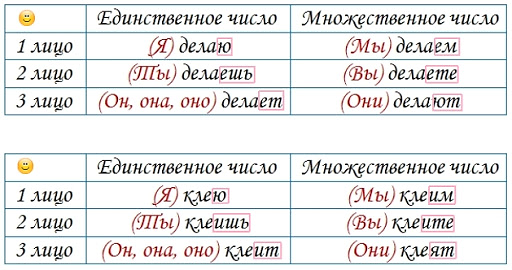 Единственное число Множественное число
1 лицо (Я) делаю (Мы) делаем
2 лицо (Ты) делаешь (Вы) делаете
3 лицо (Он, она, оно) делает (Они) делают
Единственное число Множественное число
1 лицо (Я) клею (Мы) клеим
2 лицо (Ты) клеишь (Вы) клеите
3 лицо (Он, она, оно) клеит (Они) клеят